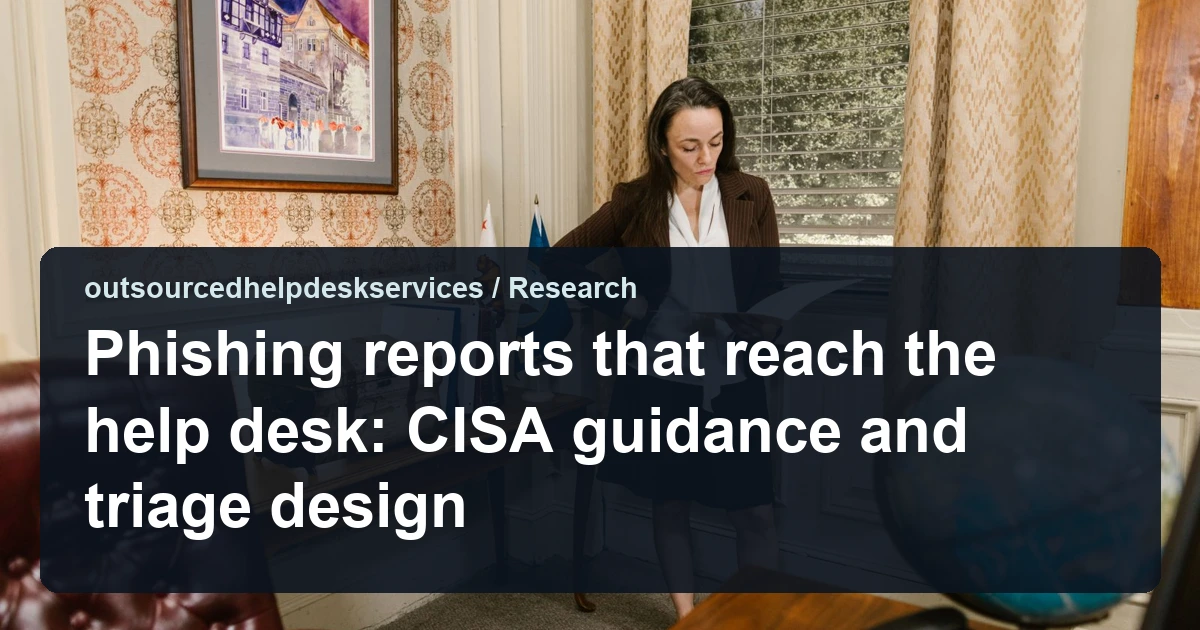 outsourcedhelpdeskservices / Research
Phishing reports that reach the
help desk: CISA guidance and
triage design